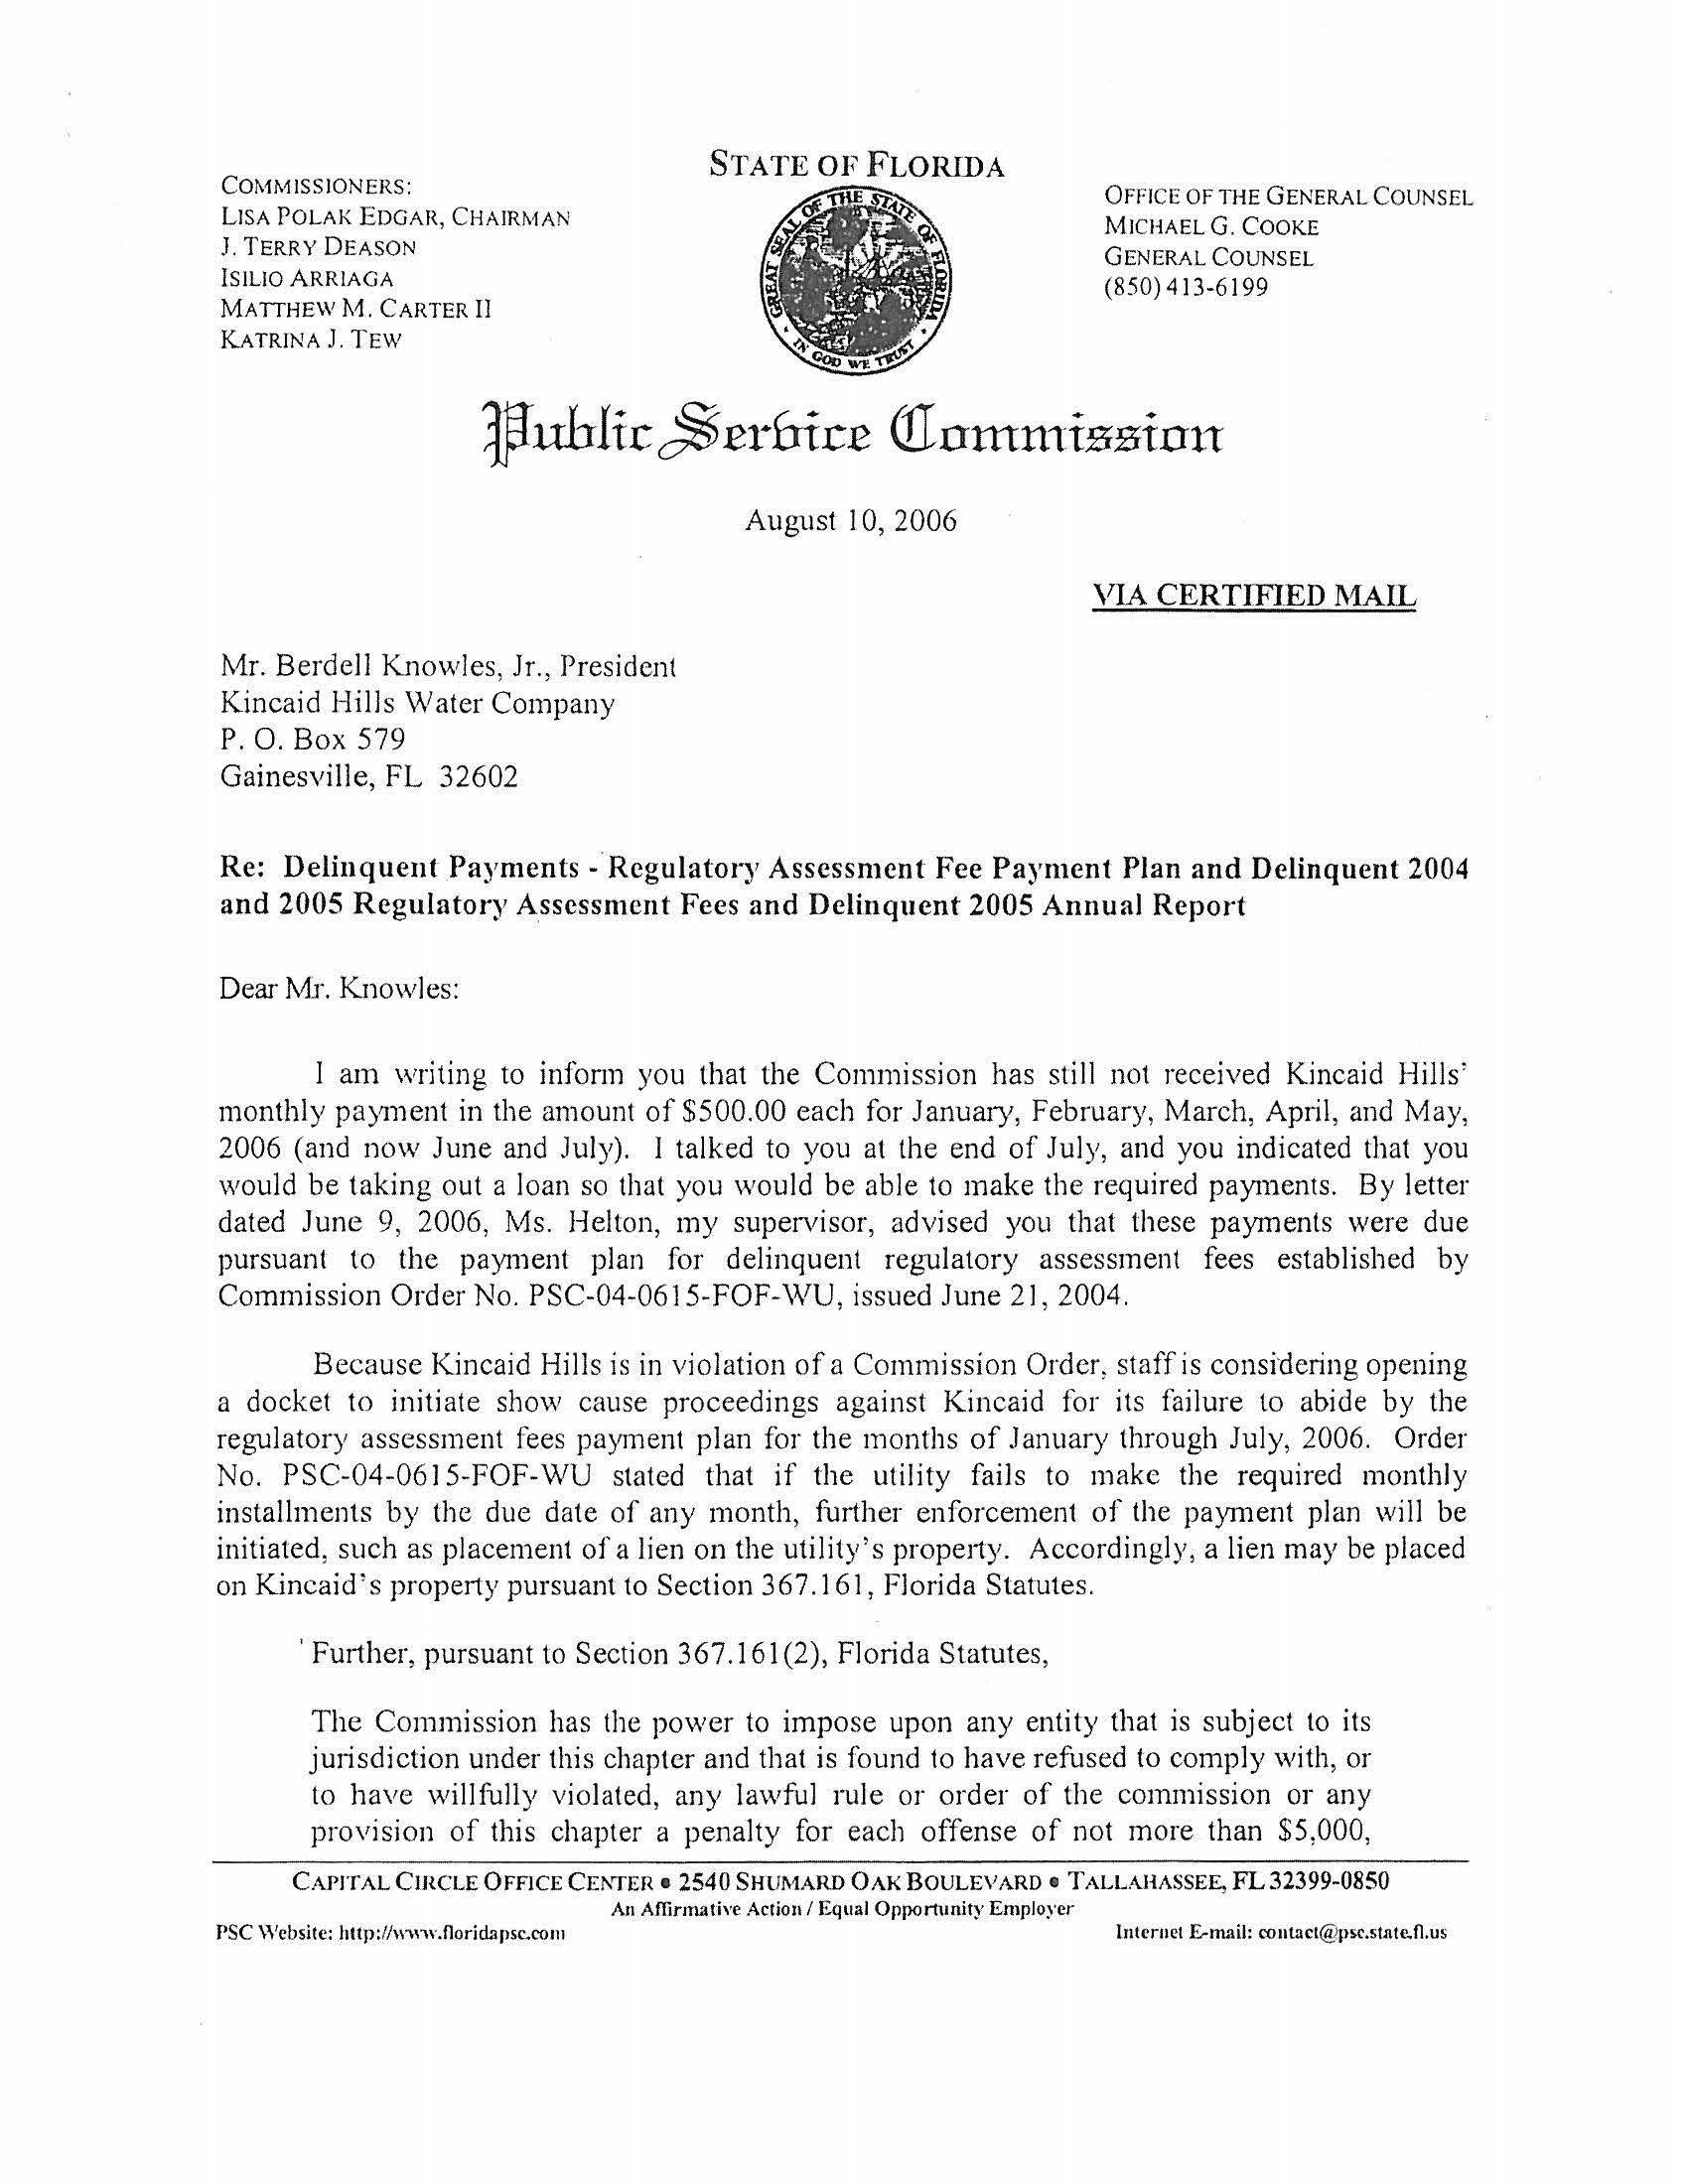 STATE OF FLORIDA
COMMISSIONERS:
LISA POLAK EDGAR, CHAIRMAN
J. TERRY DEASON
ISILIO ARRIAGA
MATTHEW M. CARTER II
KATRINA J. TEW
GREAT SEAL OF THE STATE OF FLORIDA
IN GOD WE TRUST
OFFICE OF THE GENERAL COUNSEL
MICHAEL G. COOKE
GENERAL COUNSEL
(850) 413-6199
Public Service Commission
August 10, 2006
VIA CERTIFIED MAIL
Mr. Berdell Knowles, Jr., President
Kincaid Hills Water Company
P. O. Box 579
Gainesville, FL 32602
Re: Delinquent Payments - Regulatory Assessment Fee Payment Plan and Delinquent 2004
and 2005 Regulatory Assessment Fees and Delinquent 2005 Annual Report
Dear Mr. Knowles:
I am writing to inform you that the Commission has still not received Kincaid Hills'
monthly payment in the amount of $500.00 each for January, February, March, April, and May,
2006 (and now June and July). I talked to you at the end of July, and you indicated that you
would be taking out a loan so that you would be able to make the required payments. By letter
dated June 9, 2006, Ms. Helton, my supervisor, advised you that these payments were due
pursuant to the payment plan for delinquent regulatory assessment fees established by
Commission Order No. PSC-04-0615-FOF-WU, issued June 21, 2004.
Because Kincaid Hills is in violation of a Commission Order, staff is considering opening
a docket to initiate show cause proceedings against Kincaid for its failure to abide by the
regulatory assessment fees payment plan for the months of January through July, 2006. Order
No. PSC-04-0615-FOF-WU stated that if the utility fails to make the required monthly
installments by the due date of any month, further enforcement of the payment plan will be
initiated, such as placement of a lien on the utility's property. Accordingly, a lien may be placed
on Kincaid's property pursuant to Section 367.161, Florida Statutes.
Further, pursuant to Section 367.161(2), Florida Statutes,
The Commission has the power to impose upon any entity that is subject to its
jurisdiction under this chapter and that is found to have refused to comply with, or
to have willfully violated, any lawful rule or order of the commission or any
provision of this chapter a penalty for each offense of not more than $5,000,
CAPITAL CIRCLE OFFICE CENTER • 2540 SHUMARD OAK BOULEVARD • TALLAHASSEE, FL 32399-0850
An Affirmative Action / Equal Opportunity Employer
PSC Website: http://www.floridapsc.com
Internet E-mail: contact@psc.state.fl.us